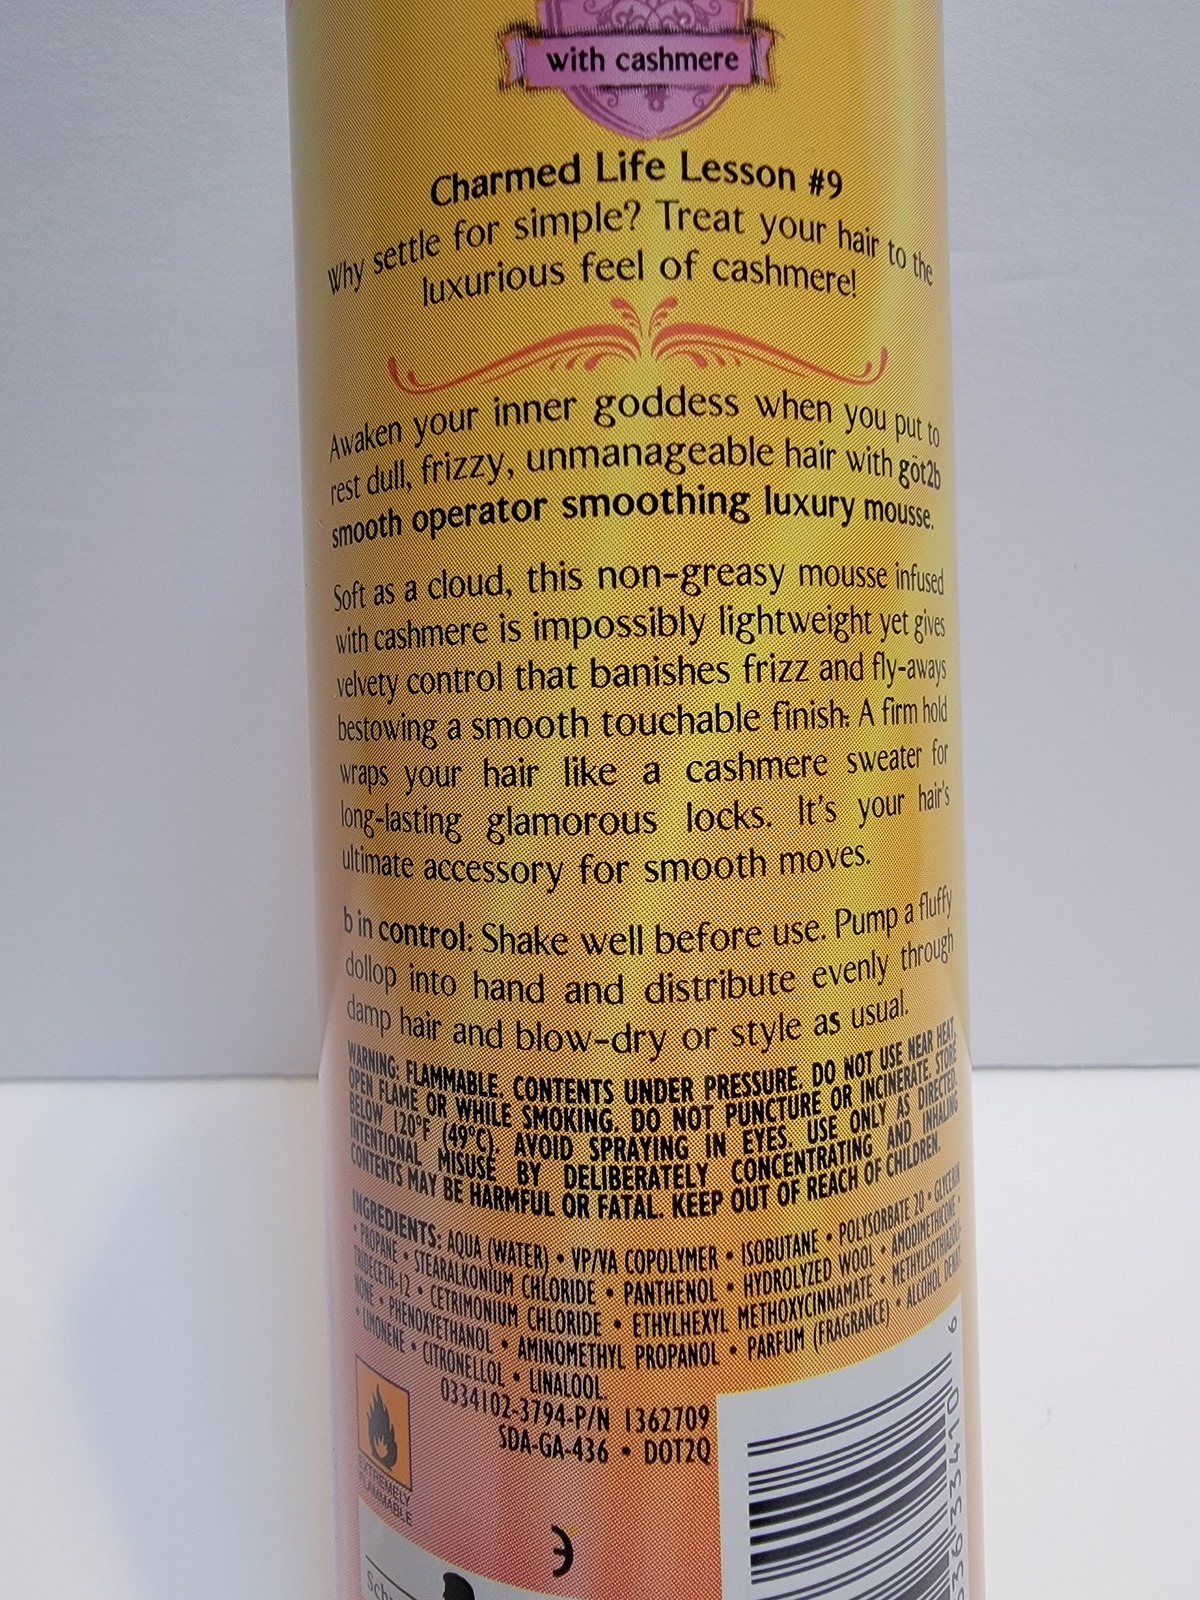 with cashmere
Charmed Life Lesson #9
Why settle for simple? Treat your hair to the
luxurious feel of cashmere!
Awaken your inner goddess when you put to
rest dull, frizzy, unmanageable hair with göt2b
smooth operator smoothing luxury mousse.
Soft as a cloud, this non-greasy mousse infused
with cashmere is impossibly lightweight yet gives
velvety control that banishes frizz and fly-aways
bestowing a smooth touchable finish. A firm hold
wraps your hair like a cashmere sweater for
long-lasting glamorous locks. It's your hair's
ultimate accessory for smooth moves.
b in control: Shake well before use. Pump a fluffy
dollop into hand and distribute evenly through
damp hair and blow-dry or style as usual.
WARNING: FLAMMABLE. CONTENTS UNDER PRESSURE. DO NOT USE NEAR HEAT,
OPEN FLAME OR WHILE SMOKING. DO NOT PUNCTURE OR INCINERATE. STORE
BELOW 120°F (49°C). AVOID SPRAYING IN EYES. USE ONLY AS DIRECTED.
INTENTIONAL MISUSE BY DELIBERATELY CONCENTRATING AND INHALING
CONTENTS MAY BE HARMFUL OR FATAL. KEEP OUT OF REACH OF CHILDREN.
INGREDIENTS: AQUA (WATER) • VP/VA COPOLYMER • ISOBUTANE • POLYSORBATE 20 • GLYCERIN
• PROPANE • STEARALKONIUM CHLORIDE • PANTHENOL • HYDROLYZED WOOL • AMODIMETHICONE •
TRIDECETH-12 • CETRIMONIUM CHLORIDE • ETHYLHEXYL METHOXYCINNAMATE • METHYLISOTHIAZOLI-
NONE • PHENOXYETHANOL • AMINOMETHYL PROPANOL • PARFUM (FRAGRANCE) • ALCOHOL DENAT.
• LIMONENE • CITRONELLOL • LINALOOL.
0334102-3794-P/N 1362709
SDA-GA-436 • DOT2Q
EXTREMELY
FLAMMABLE
Schw